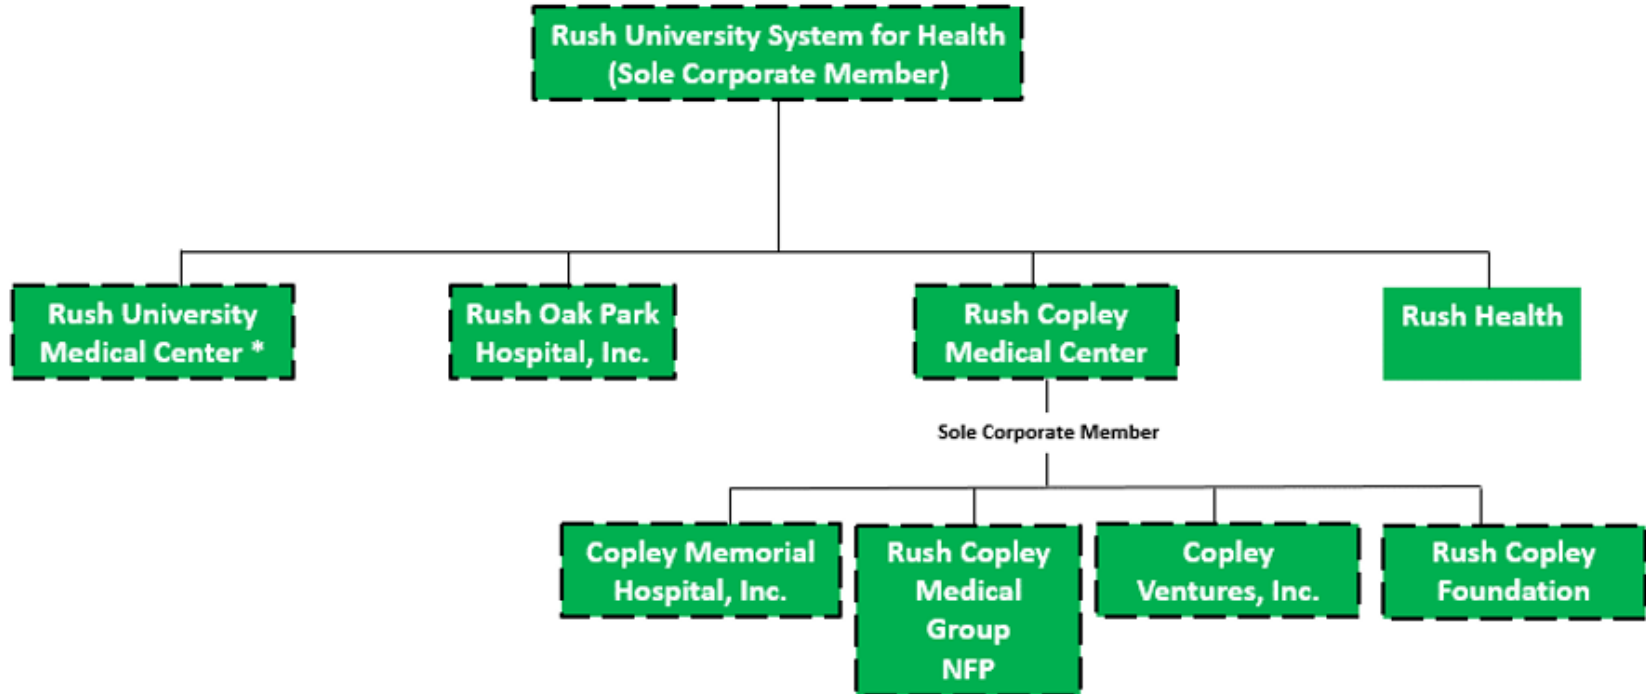 Rush University System for Health
(Sole Corporate Member)
Rush University
Medical Center *
Rush Oak Park
Hospital, Inc.
Rush Copley
Medical Center
Rush Health
Sole Corporate Member
Copley Memorial
Hospital, Inc.
Rush Copley
Medical
Group
NFP
Copley
Ventures, Inc.
Rush Copley
Foundation